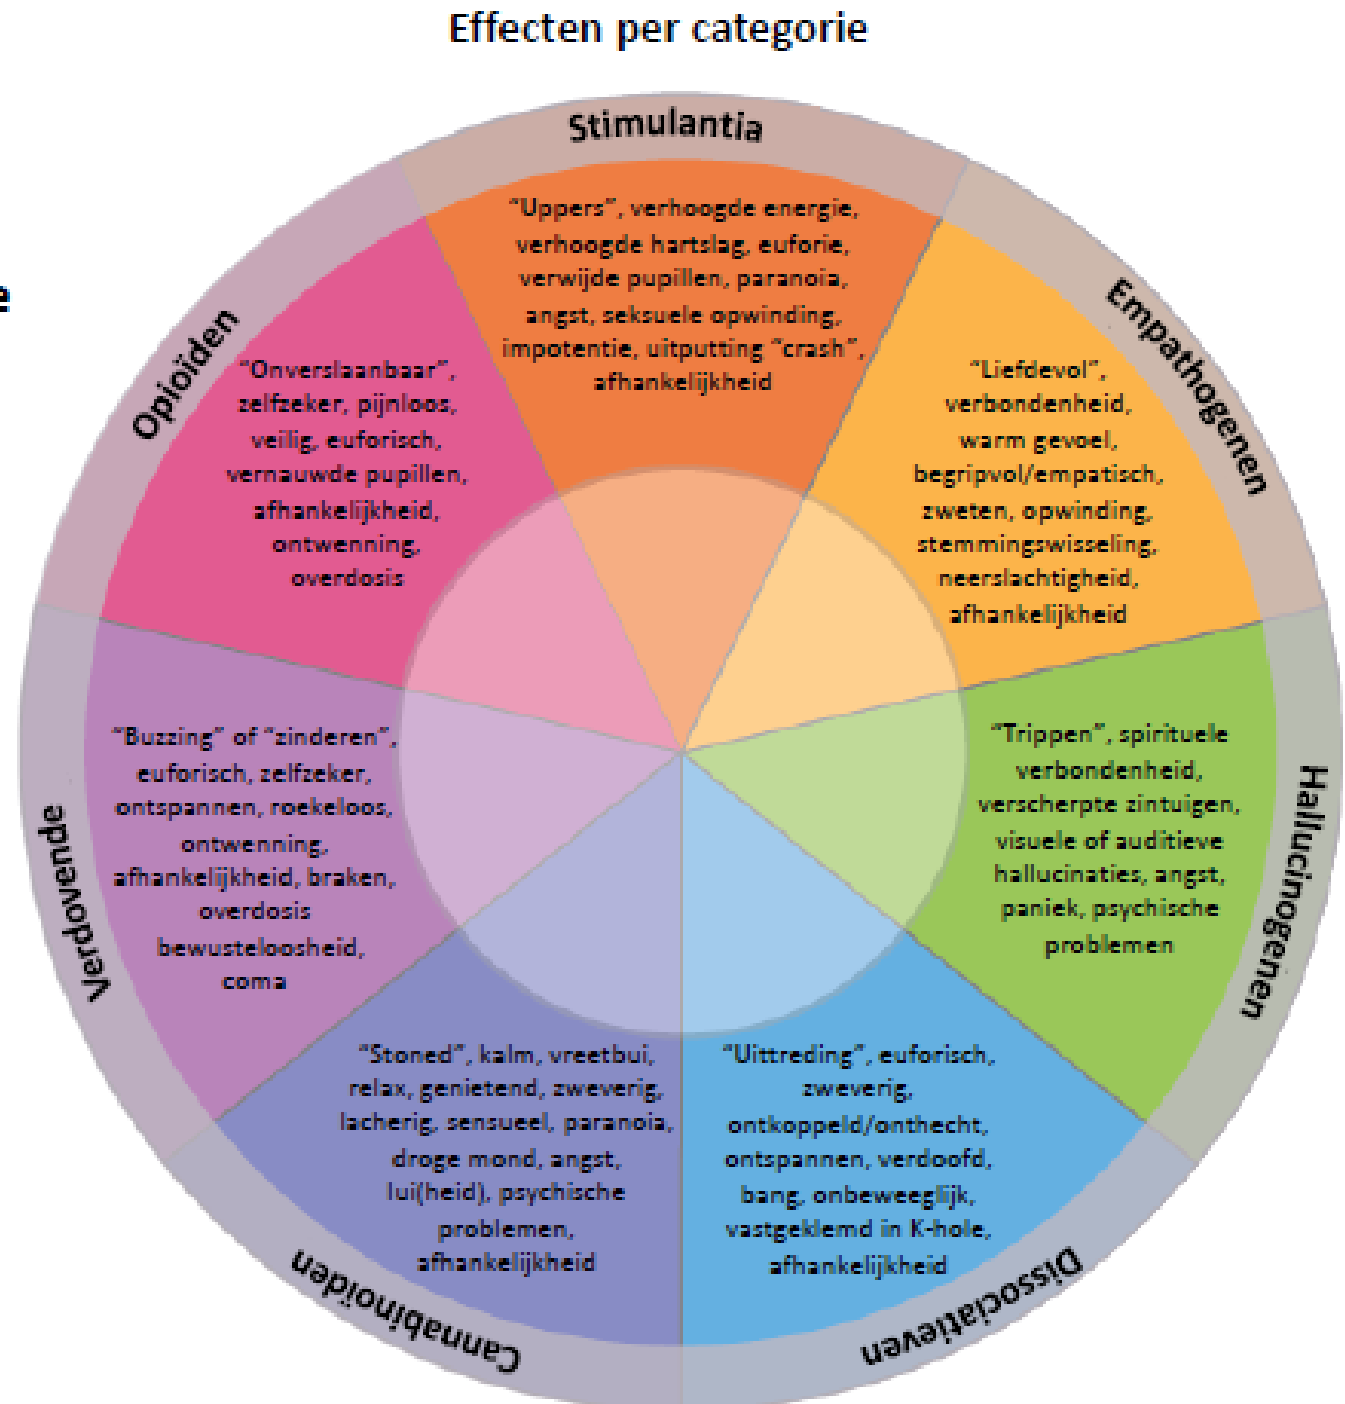 Effecten per categorie
Stimulantia
“Uppers”, verhoogde energie,
verhoogde hartslag, euforie,
verwijde pupillen, paranoia,
angst, seksuele opwinding,
impotentie, uitputting “crash”,
afhankelijkheid
Empathogenen
“Liefdevol”,
verbondenheid,
warm gevoel,
begripvol/empatisch,
zweten, opwinding,
stemmingswisseling,
neerslachtigheid,
afhankelijkheid
Hallucinogenen
“Trippen”, spirituele
verbondenheid,
verscherpte zintuigen,
visuele of auditieve
hallucinaties, angst,
paniek, psychische
problemen
Dissociatieven
“Uittreding”, euforisch,
zweverig,
ontkoppeld/onthecht,
ontspannen, verdoofd,
bang, onbeweeglijk,
vastgeklemd in K-hole,
afhankelijkheid
Cannabinoïden
“Stoned”, kalm, vreetbui,
relax, genietend, zweverig,
lacherig, sensueel, paranoia,
droge mond, angst,
lui(heid), psychische
problemen,
afhankelijkheid
Verdovende
“Buzzing” of “zinderen”,
euforisch, zelfzeker,
ontspannen, roekeloos,
ontwenning,
afhankelijkheid, braken,
overdosis
bewusteloosheid,
coma
Opioïden
“Onverslaanbaar”,
zelfzeker, pijnloos,
veilig, euforisch,
vernauwde pupillen,
afhankelijkheid,
ontwenning,
overdosis
e